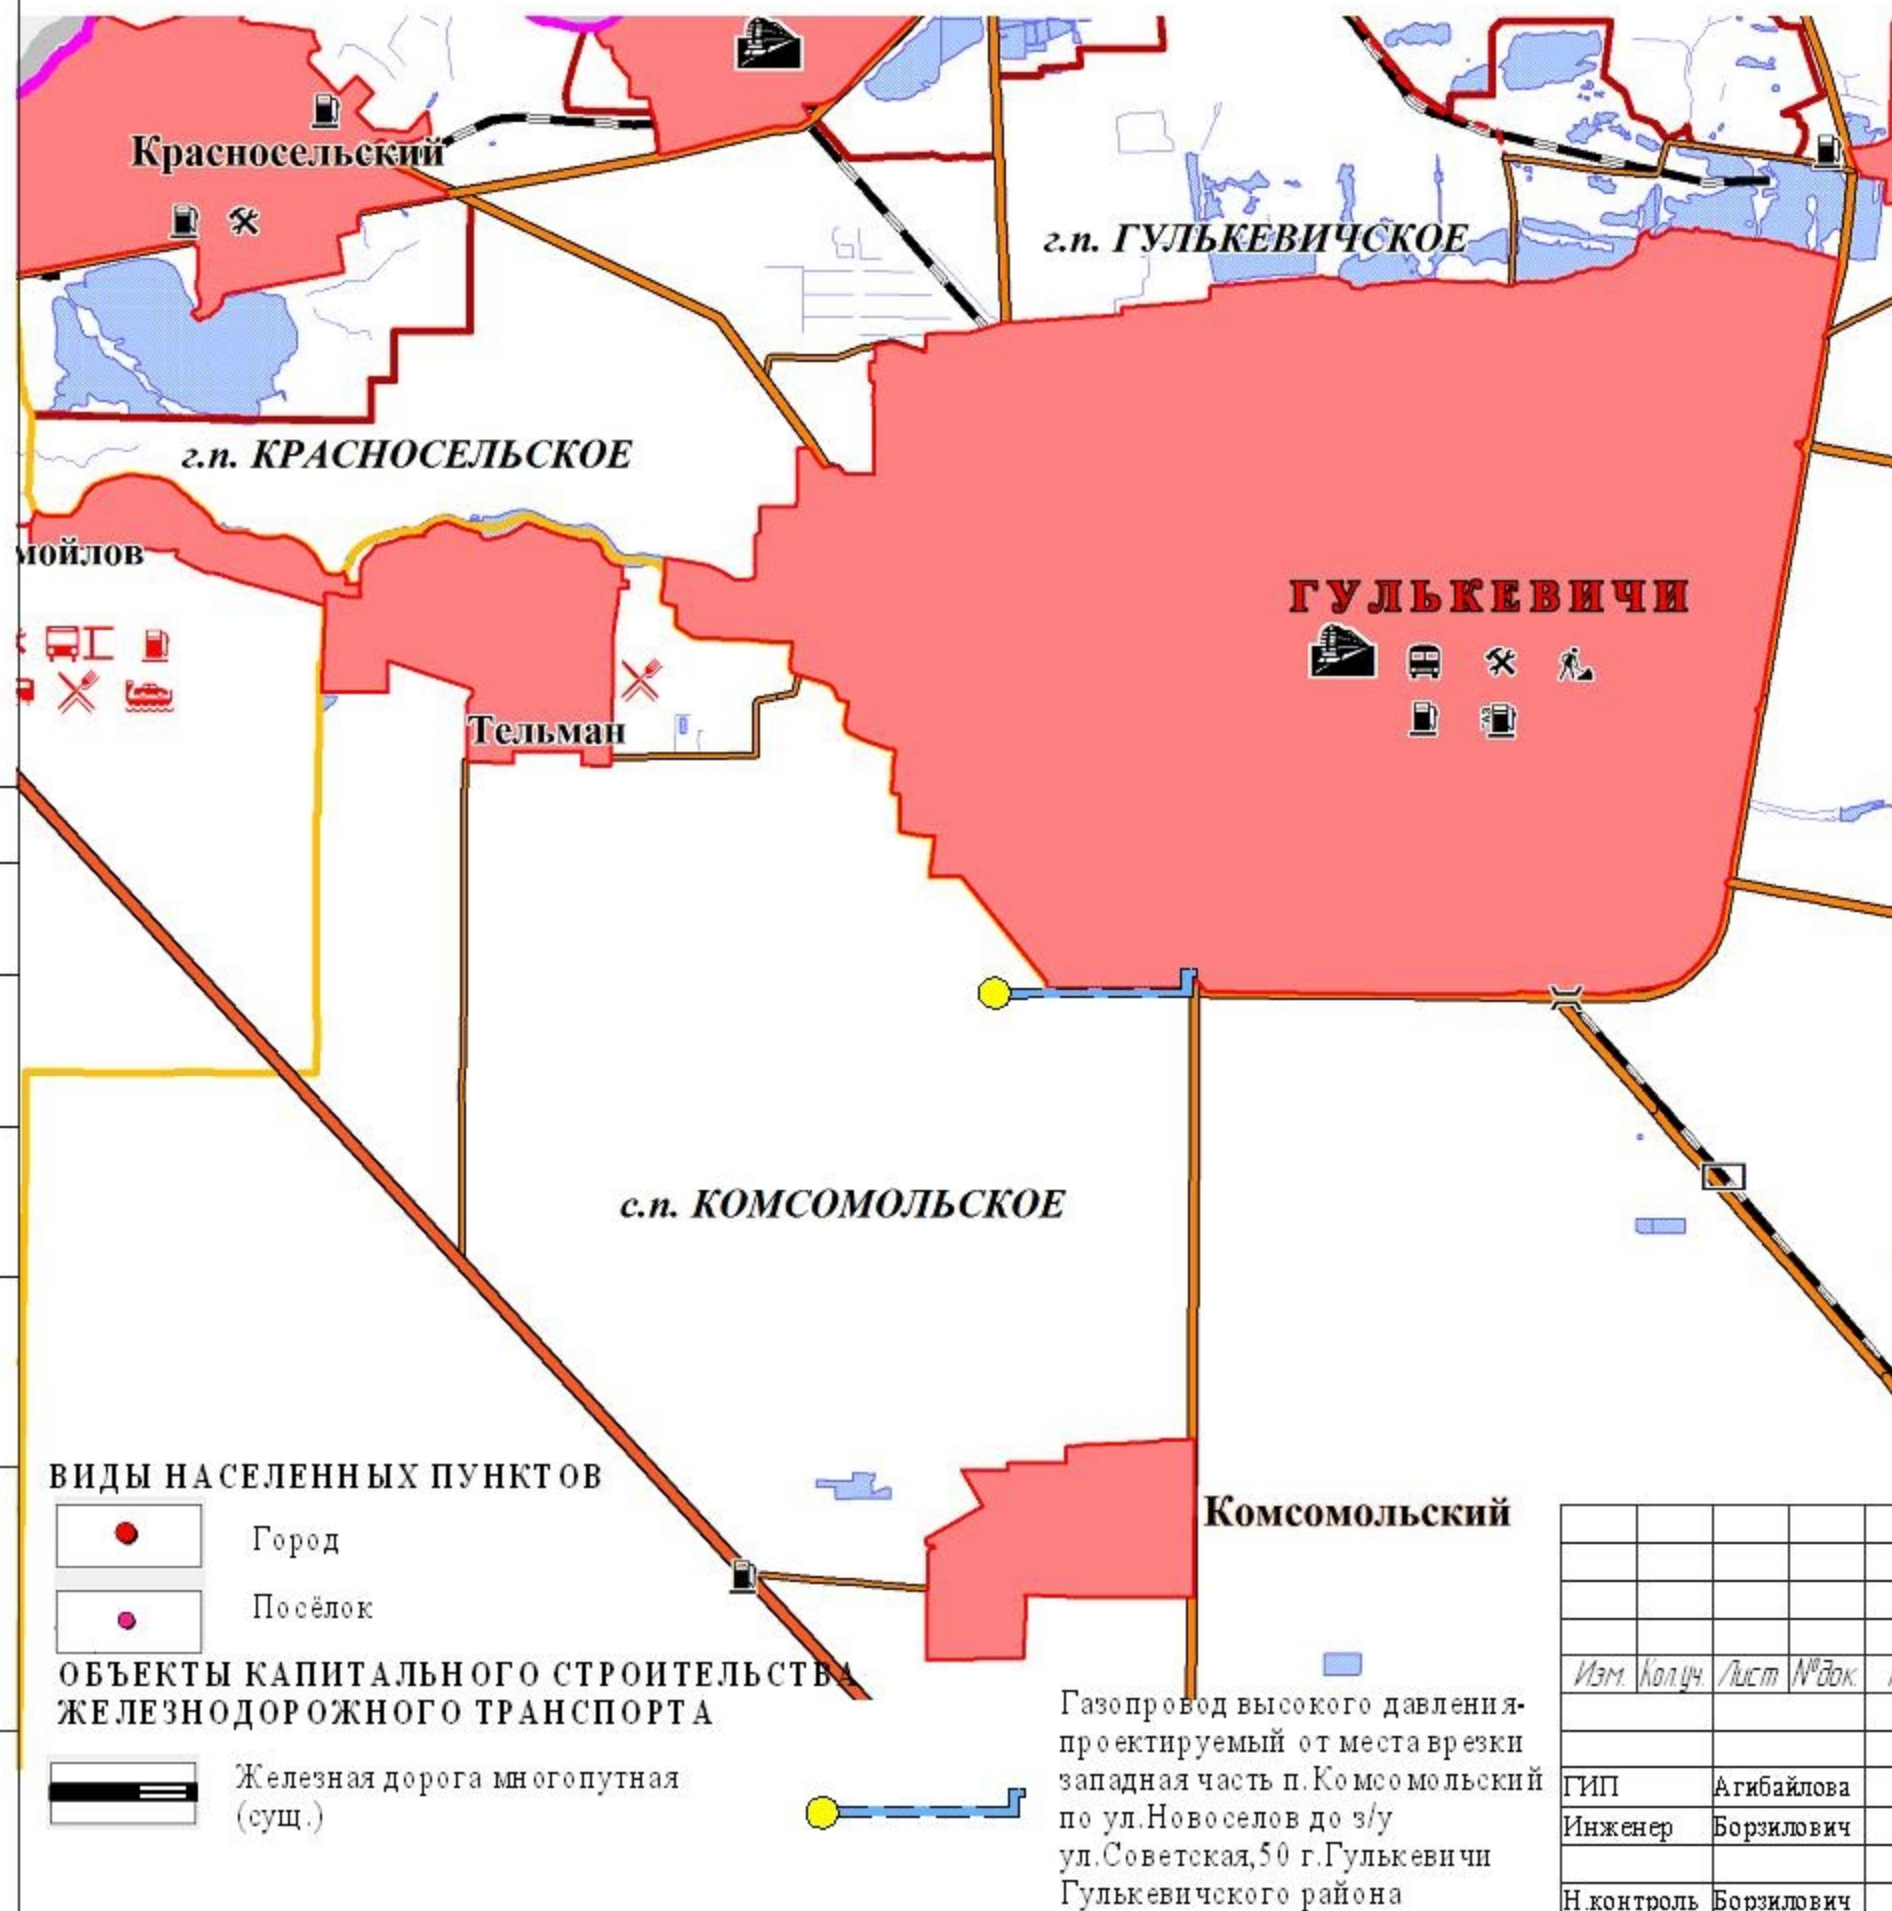 Красносельский
г.п. ГУЛЬКЕВИЧСКОЕ
г.п. КРАСНОСЕЛЬСКОЕ
мойлов
ГУЛЬКЕВИЧИ
Тельман
с.п. КОМСОМОЛЬСКОЕ
Комсомольский
ВИДЫ НАСЕЛЕННЫХ ПУНКТОВ
Город
Посёлок
ОБЪЕКТЫ КАПИТАЛЬНОГО СТРОИТЕЛЬСТВА
ЖЕЛЕЗНОДОРОЖНОГО ТРАНСПОРТА
Железная дорога многопутная
(сущ.)
Газопровод высокого давления-
проектируемый от места врезки
западная часть п.Комсомольский
по ул.Новоселов до з/у
ул.Советская,50 г.Гулькевичи
Гулькевичского района
Изм. Кол.уч. Лист №док.
ГИП Агибайлова
Инженер Борзилович
Н.контроль Борзилович